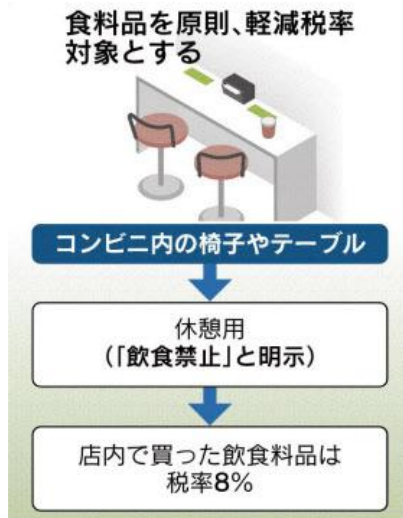 食料品を原則、軽減税率
対象とする
コンビニ内の椅子やテーブル
休憩用
(「飲食禁止」と明示)
店内で買った飲食料品は
税率8%